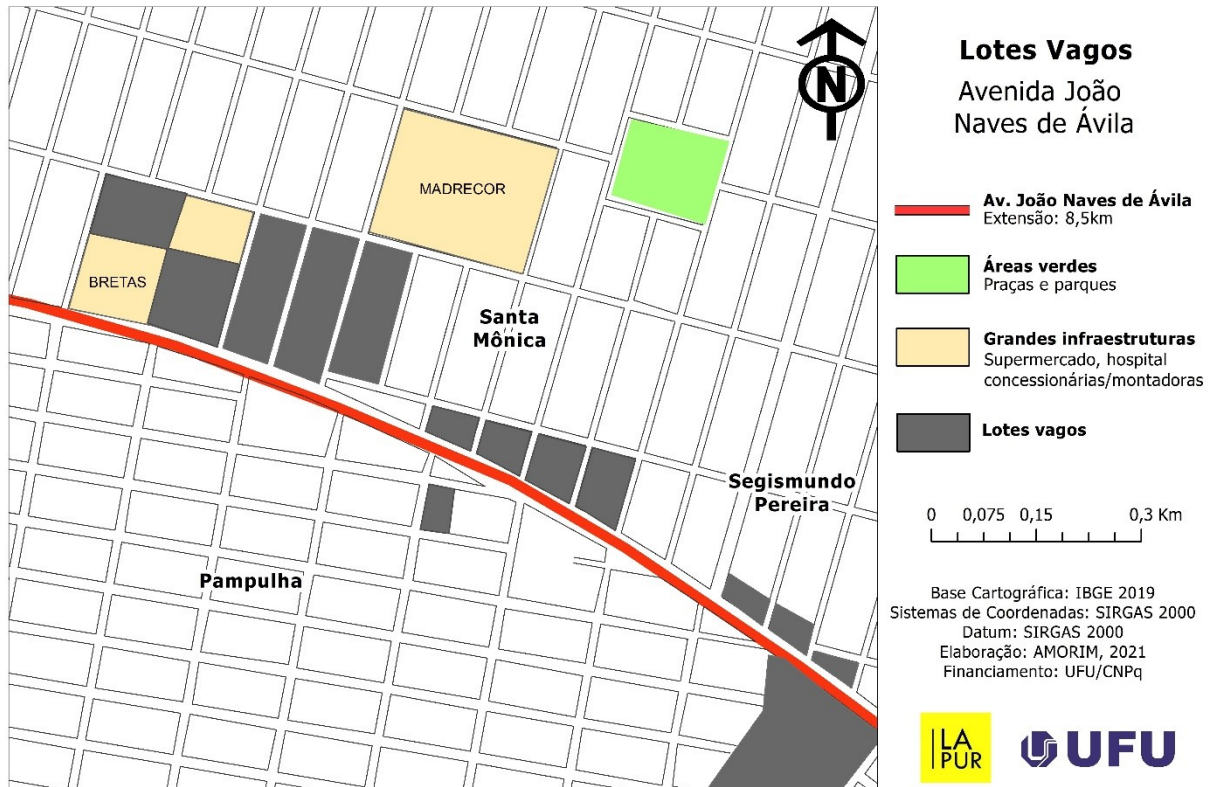 MADRECOR
BRETAS
Santa
Mônica
Segismundo
Pereira
Pampulha
N
Lotes Vagos
Avenida João
Naves de Ávila
Av. João Naves de Ávila
Extensão: 8,5km
Áreas verdes
Praças e parques
Grandes infraestruturas
Supermercado, hospital
concessionárias/montadoras
Lotes vagos
0 0,075 0,15 0,3 Km
Base Cartográfica: IBGE 2019
Sistemas de Coordenadas: SIRGAS 2000
Datum: SIRGAS 2000
Elaboração: AMORIM, 2021
Financiamento: UFU/CNPq
LA
PUR
UFU